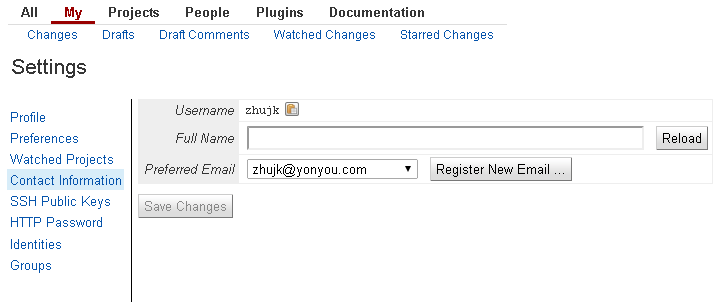 All My Projects People Plugins Documentation
Changes Drafts Draft Comments Watched Changes Starred Changes
Settings
Profile
Preferences
Watched Projects
Contact Information
SSH Public Keys
HTTP Password
Identities
Groups
Username zhujk
Full Name Reload
Preferred Email zhujk@yonyou.com Register New Email ...
Save Changes